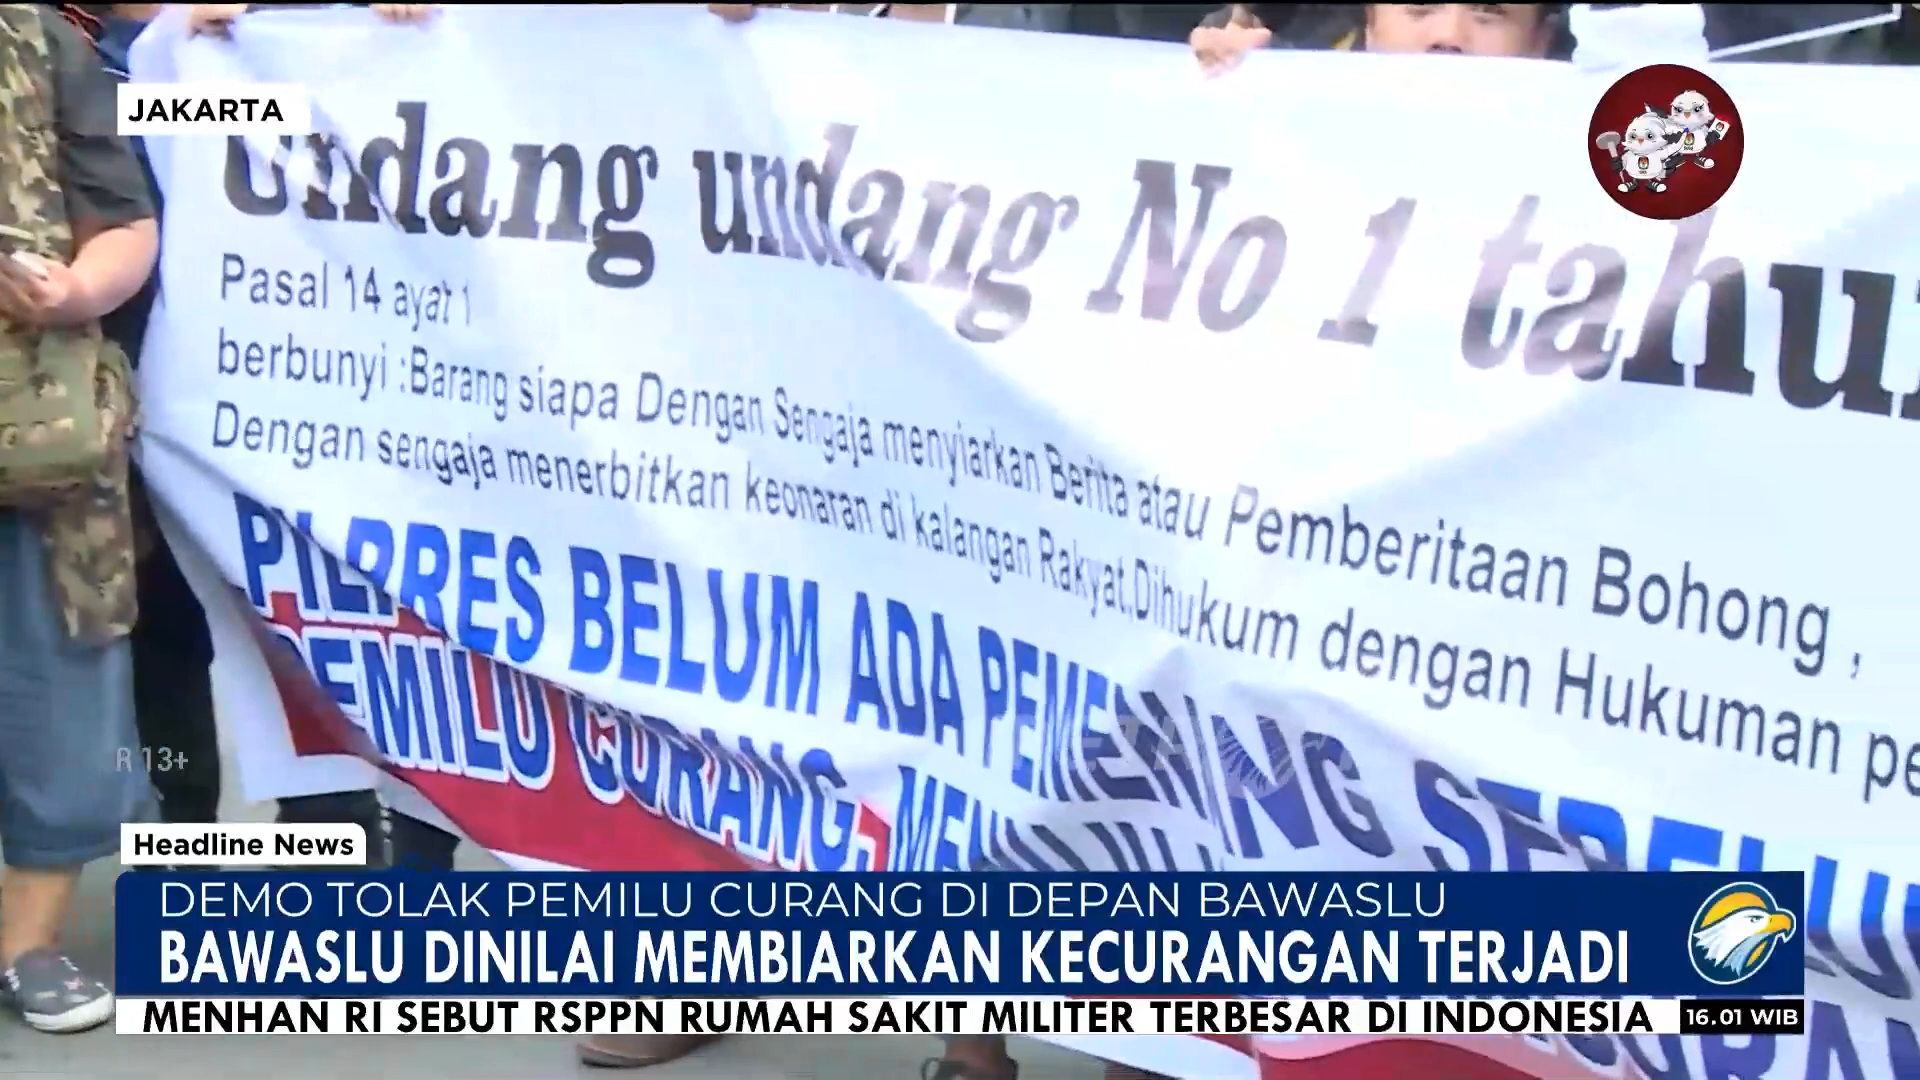 JAKARTA
Undang undang No 1 tahu
Pasal 14 ayat 1
berbunyi :Barang siapa Dengan Sengaja menyiarkan Berita atau Pemberitaan Bohong ,
Dengan sengaja menerbitkan keonaran di kalangan Rakyat.Dihukum dengan Hukuman pe
PILPRES BELUM ADA PEMENANG SEBELU
PEMILU CURANG,
R 13+
Headline News
DEMO TOLAK PEMILU CURANG DI DEPAN BAWASLU
BAWASLU DINILAI MEMBIARKAN KECURANGAN TERJADI
MENHAN RI SEBUT RSPPN RUMAH SAKIT MILITER TERBESAR DI INDONESIA
16.01 WIB